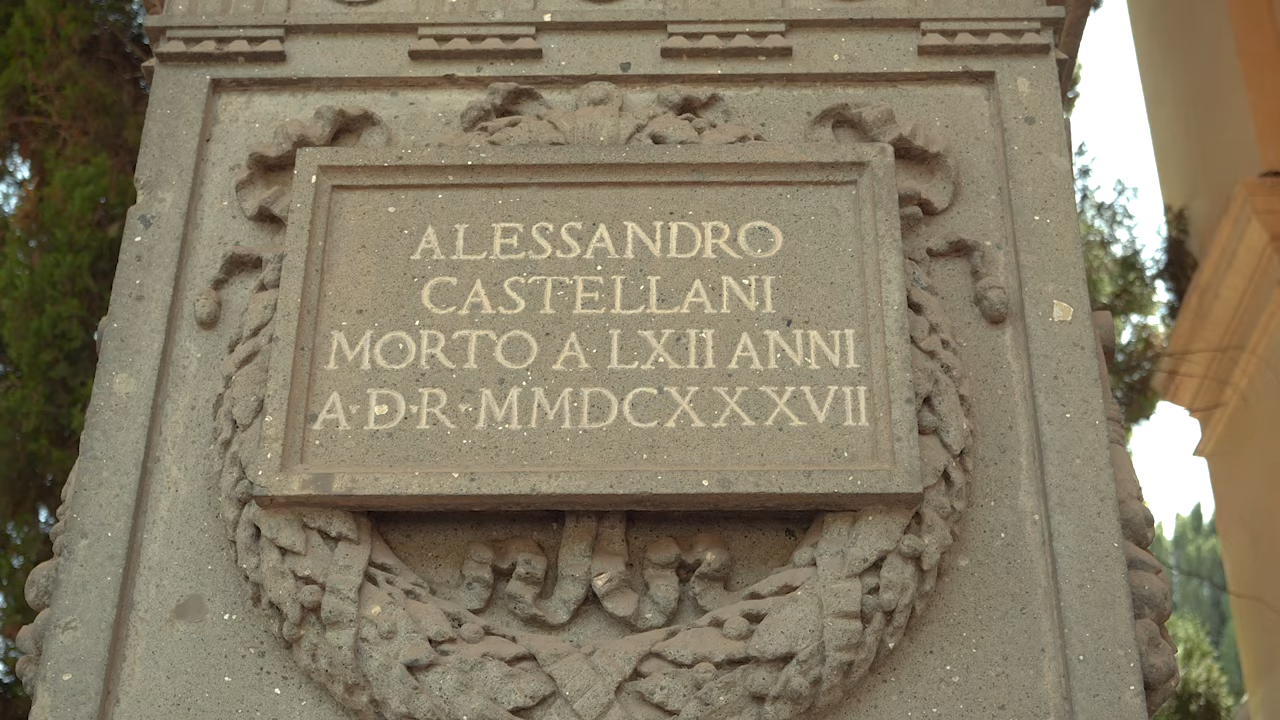 ALESSANDRO
CASTELLANI
MORTO A LXII ANNI
A·D·R·MMDCXXXVII